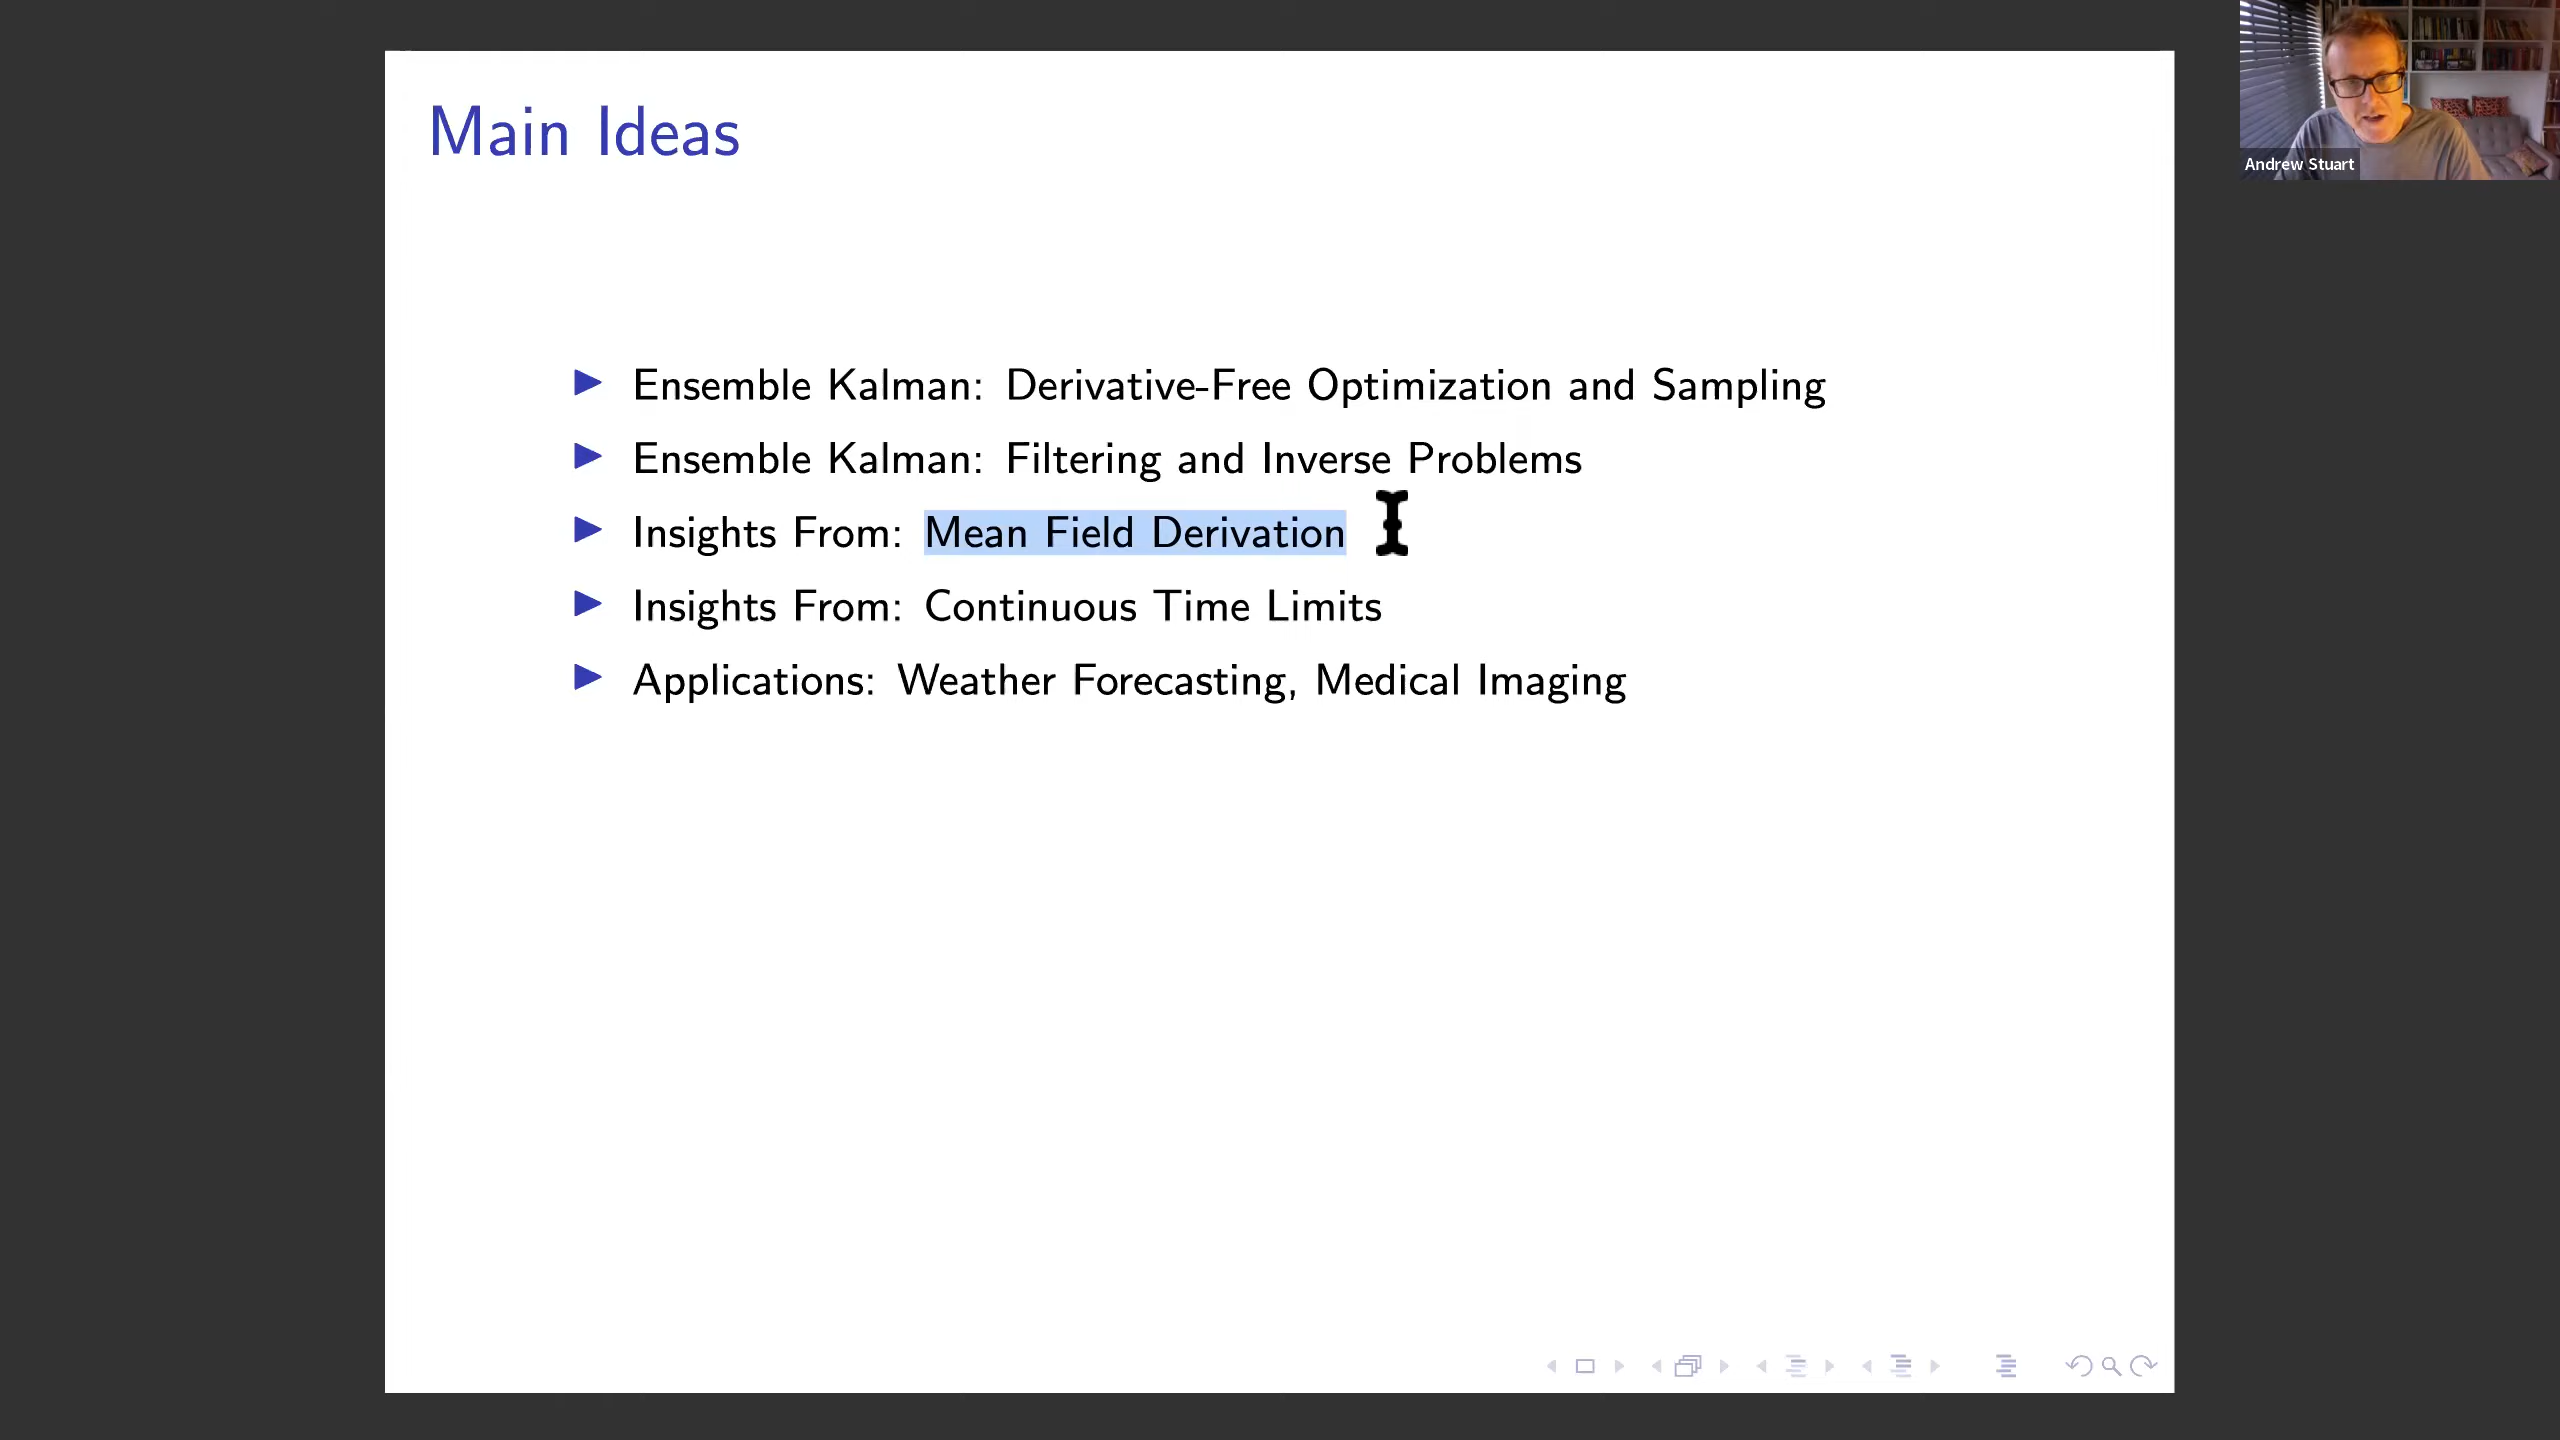 Main Ideas
Andrew Stuart
Ensemble Kalman: Derivative-Free Optimization and Sampling
Ensemble Kalman: Filtering and Inverse Problems
Insights From: Mean Field Derivation
Insights From: Continuous Time Limits
Applications: Weather Forecasting, Medical Imaging